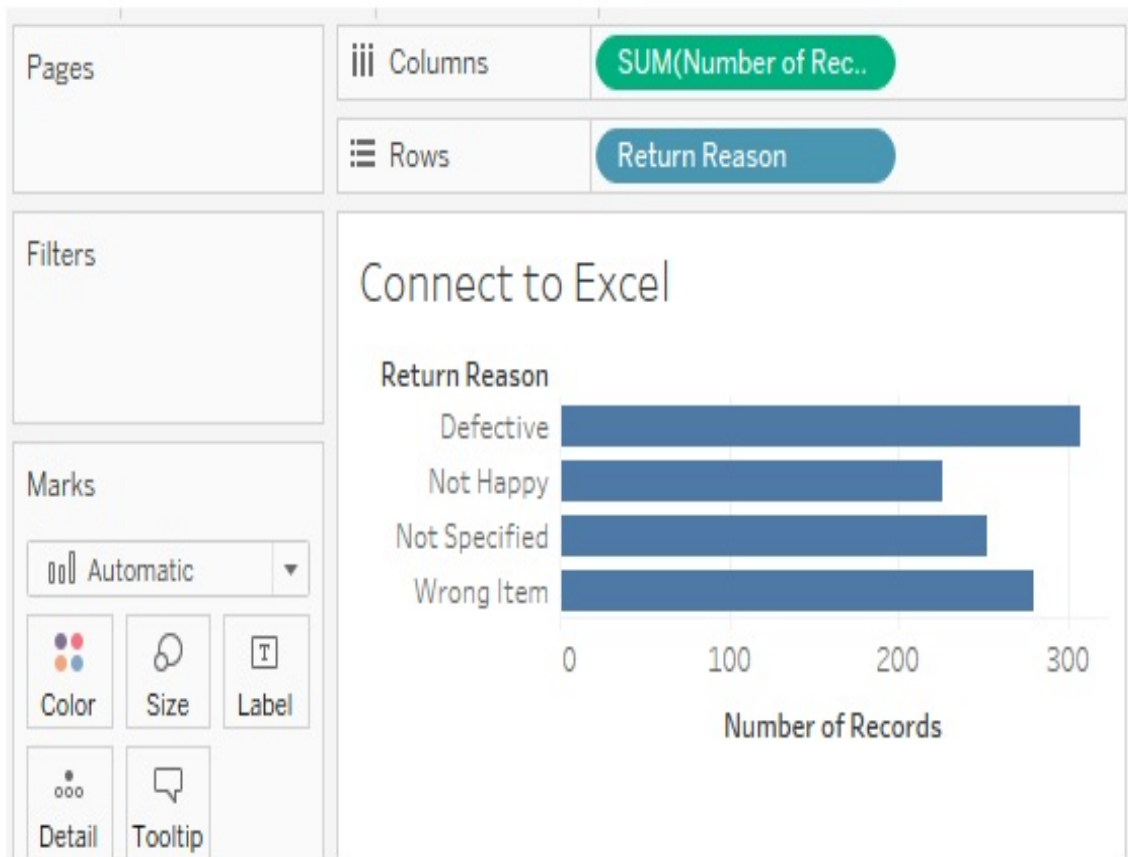 Pages
Columns
SUM(Number of Rec..
Rows
Return Reason
Filters
Connect to Excel
Return Reason
Defective
Not Happy
Not Specified
Wrong Item
0 100 200 300
Number of Records
Marks
Automatic
Color Size T Label
Detail Tooltip